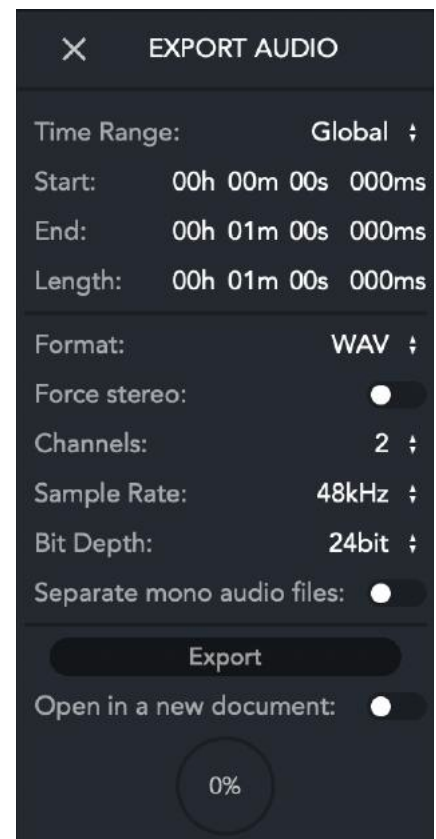 EXPORT AUDIO
Time Range: Global
Start: 00h 00m 00s 000ms
End: 00h 01m 00s 000ms
Length: 00h 01m 00s 000ms
Format: WAV
Force stereo:
Channels: 2
Sample Rate: 48kHz
Bit Depth: 24bit
Separate mono audio files:
Export
Open in a new document:
0%